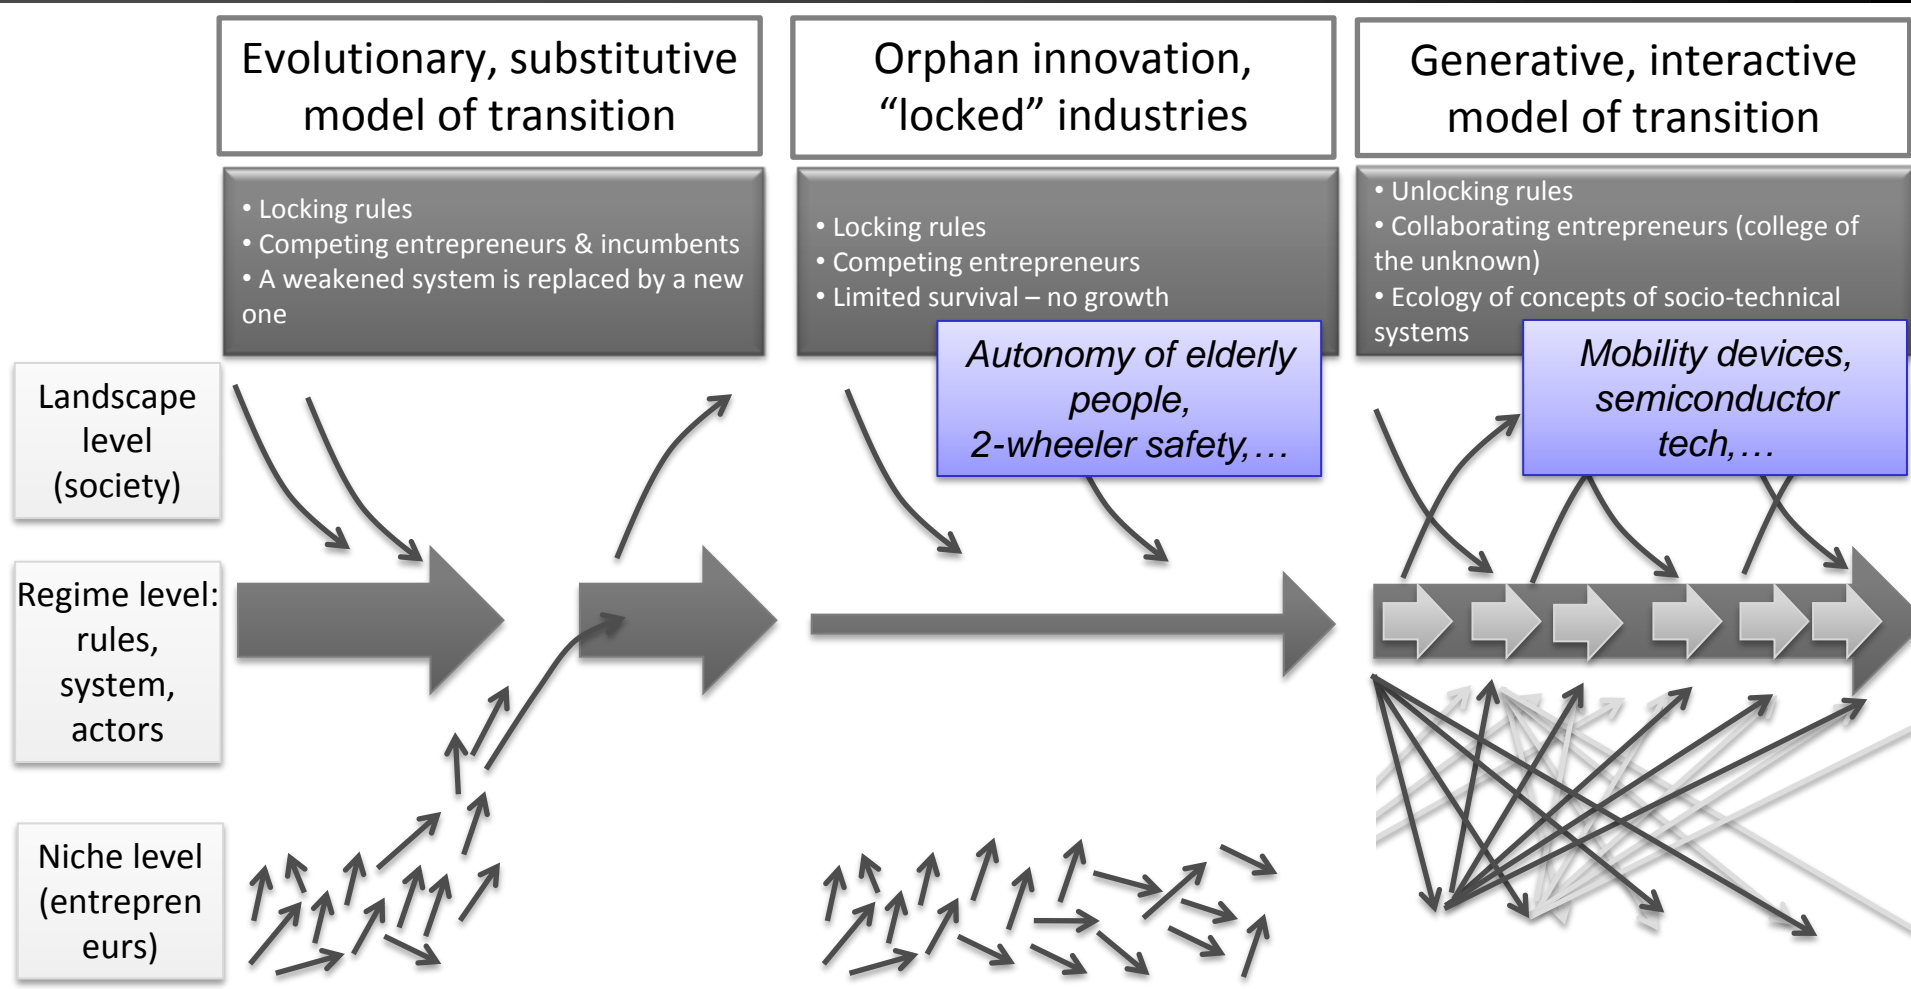 Evolutionary, substitutive
model of transition
Orphan innovation,
“locked” industries
Generative, interactive
model of transition
• Locking rules
• Competing entrepreneurs & incumbents
• A weakened system is replaced by a new
one
• Locking rules
• Competing entrepreneurs
• Limited survival – no growth
• Unlocking rules
• Collaborating entrepreneurs (college of
the unknown)
• Ecology of concepts of socio-technical
systems
Autonomy of elderly
people,
2-wheeler safety,…
Mobility devices,
semiconductor
tech,…
Landscape
level
(society)
Regime level:
rules,
system,
actors
Niche level
(entrepren
eurs)